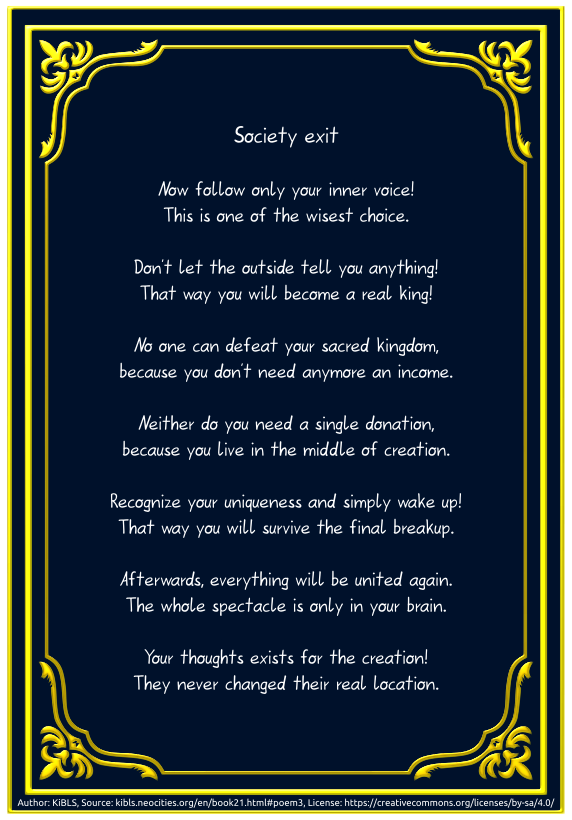 Society exit
Now follow only your inner voice!
This is one of the wisest choice.
Don't let the outside tell you anything!
That way you will become a real king!
No one can defeat your sacred kingdom,
because you don't need anymore an income.
Neither do you need a single donation,
because you live in the middle of creation.
Recognize your uniqueness and simply wake up!
That way you will survive the final breakup.
Afterwards, everything will be united again.
The whole spectacle is only in your brain.
Your thoughts exists for the creation!
They never changed their real location.
Author: KiBLS, Source: kibls.neocities.org/en/book21.html#poem3, License: https://creativecommons.org/licenses/by-sa/4.0/